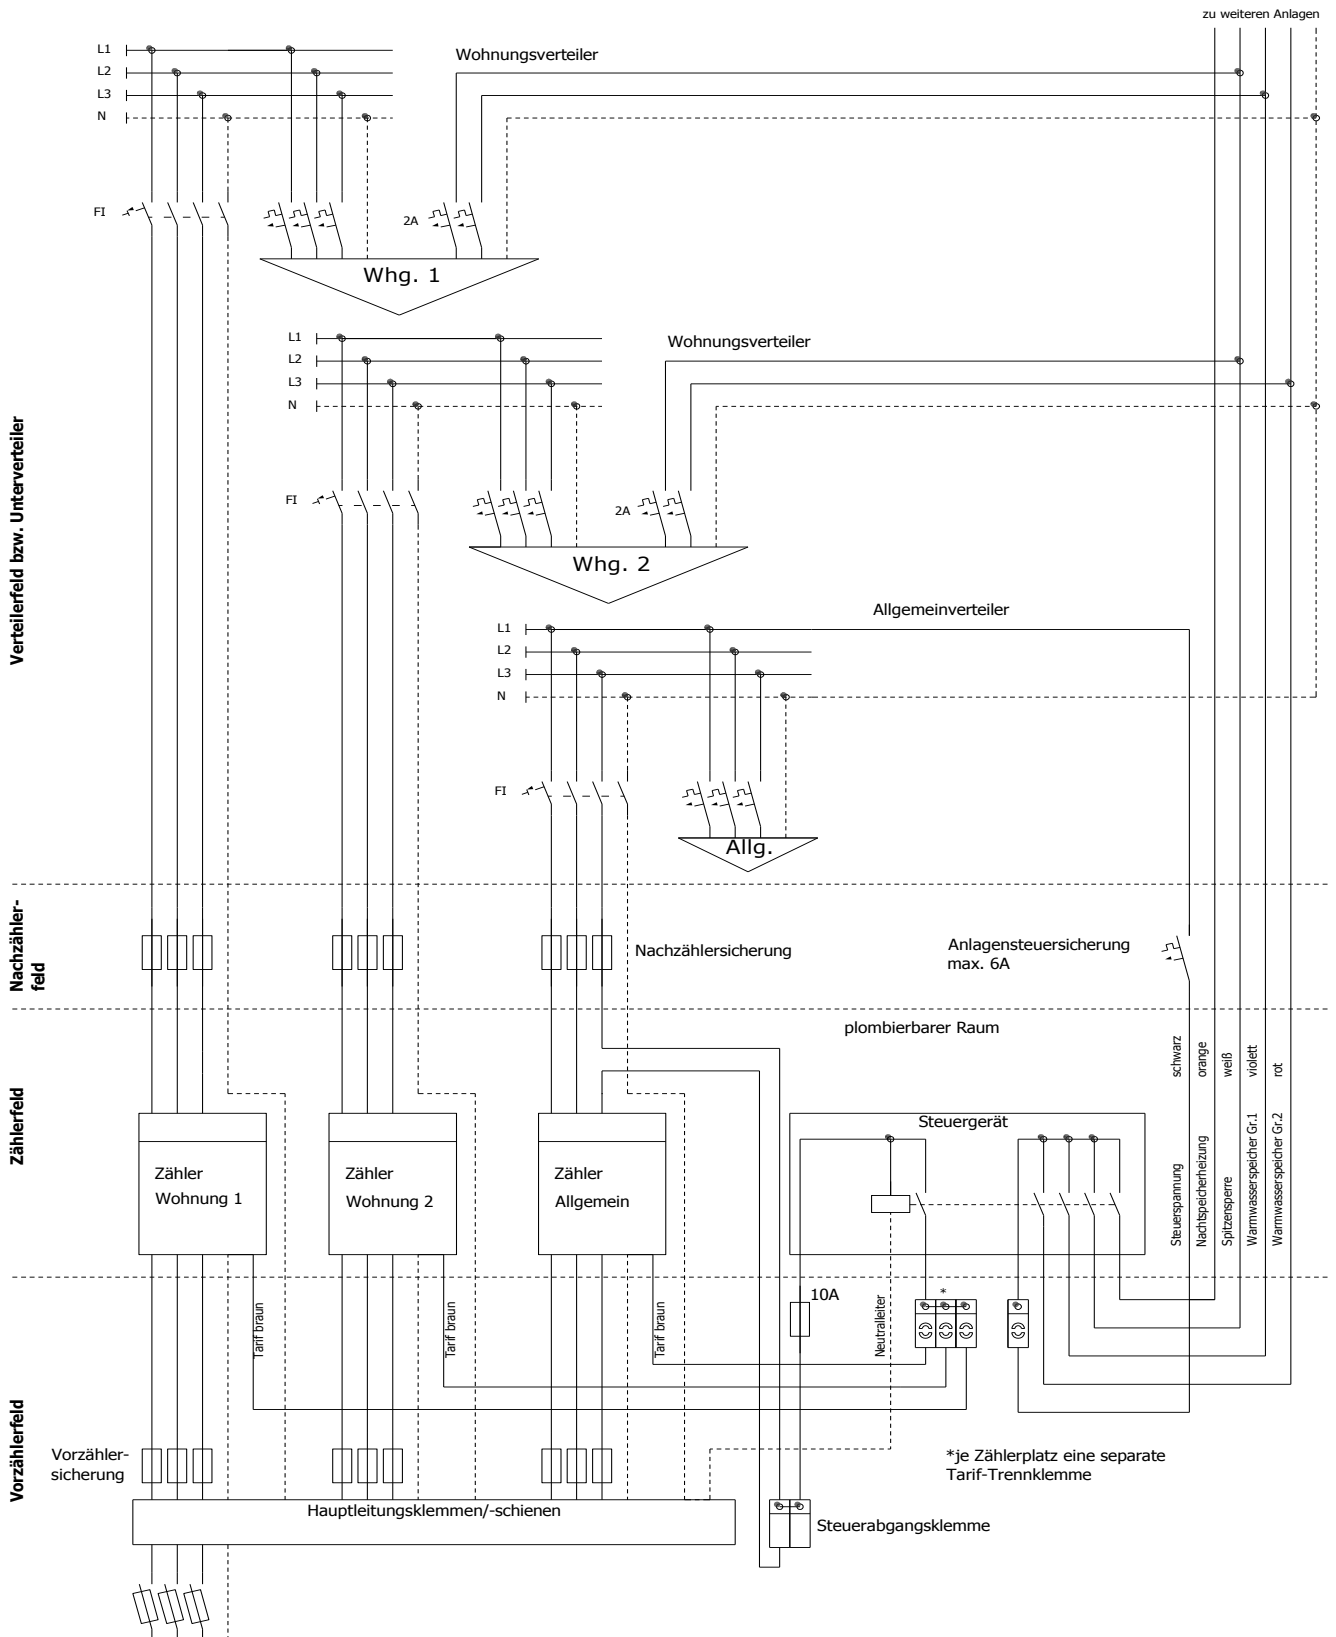 zu weiteren Anlagen
L1
L2
L3
N
Wohnungsverteiler
FI
2A
Whg. 1
L1
L2
L3
N
Wohnungsverteiler
FI
2A
Whg. 2
Verteilerfeld bzw. Unterverteiler
Allgemeinverteiler
L1
L2
L3
N
FI
Allg.
Nachzähler-
feld
Nachzählersicherung
Anlagensteuersicherung
max. 6A
Zählerfeld
plombierbarer Raum
schwarz
orange
weiß
violett
rot
Steuerspannung
Nachtspeicherheizung
Spitzensperre
Warmwasserspeicher Gr.1
Warmwasserspeicher Gr.2
Zähler
Wohnung 1
Zähler
Wohnung 2
Zähler
Allgemein
Steuergerät
Vorzählerfeld
Tarif braun
Tarif braun
Tarif braun
10A
Neutralleiter
*
Vorzähler-
sicherung
*je Zählerplatz eine separate
Tarif-Trennklemme
Hauptleitungsklemmen/-schienen
Steuerabgangsklemme